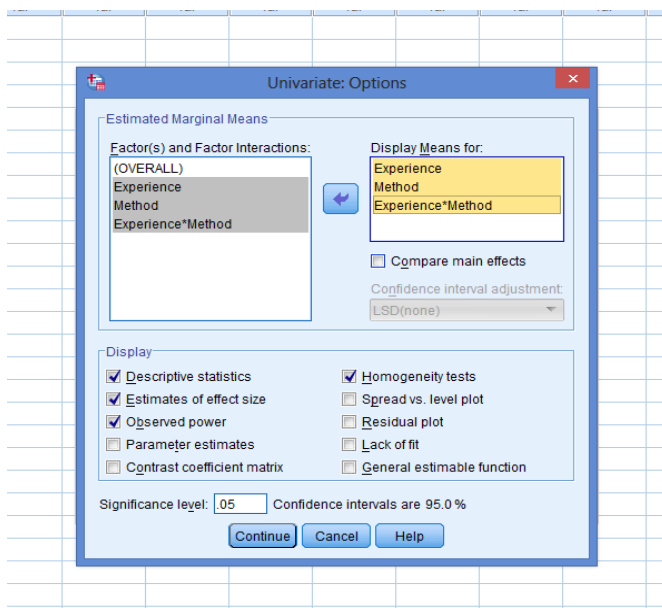 Univariate: Options
Estimated Marginal Means
Factor(s) and Factor Interactions:
(OVERALL)
Experience
Method
Experience*Method
Display Means for:
Experience
Method
Experience*Method
Compare main effects
Confidence interval adjustment:
LSD(none)
Display
Descriptive statistics
Homogeneity tests
Estimates of effect size
Spread vs. level plot
Observed power
Residual plot
Parameter estimates
Lack of fit
Contrast coefficient matrix
General estimable function
Significance level: .05 Confidence intervals are 95.0 %
Continue Cancel Help